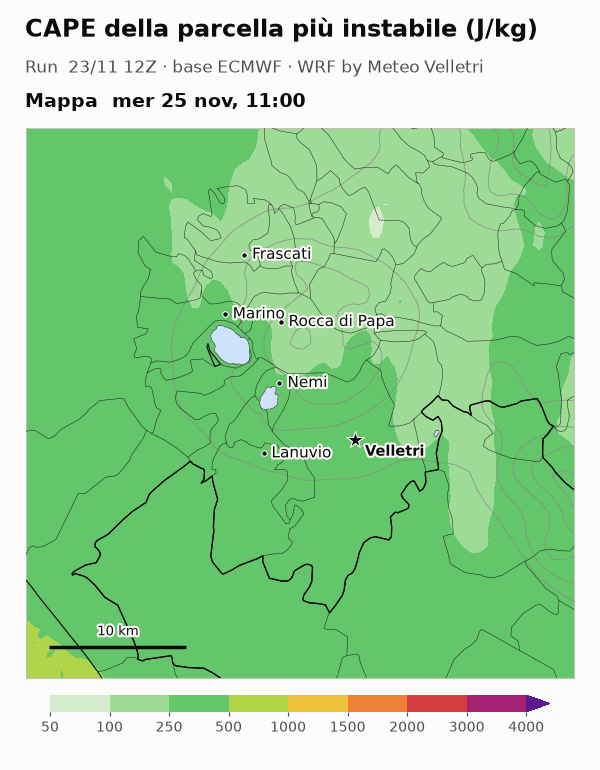 CAPE della parcella più instabile (J/kg)
Run  23/11 12Z · base ECMWF · WRF by Meteo Velletri
Mappa  mer 25 nov, 11:00
Frascati
Marino
Rocca di Papa
Nemi
Velletri
Lanuvio
10 km
50 100 250 500 1000 1500 2000 3000 4000